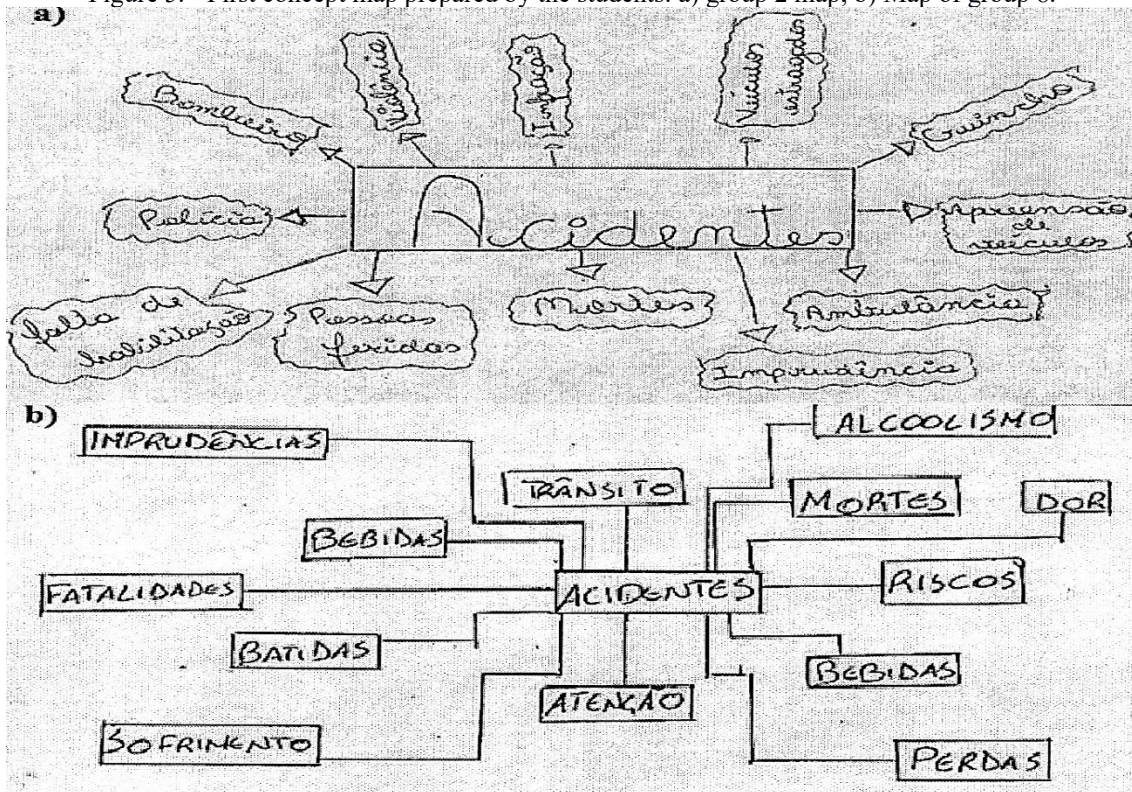 Figure 3. - First concept map prepared by the students: a) group 2 map; b) Map of group 6.
a)
Bombeiro
Violência
Infração
Veículos
estragados
Guincho
Polícia
Acidentes
Apreensão
de
veículos
falta de
habilitação
Pessoas
feridas
Mortes
Ambulância
Imprudência
b)
IMPRUDÊNCIAS
ALCOOLISMO
TRÂNSITO
MORTES
DOR
BEBIDAS
FATALIDADES
ACIDENTES
RISCOS
BATIDAS
BEBIDAS
ATENÇÃO
SOFRIMENTO
PERDAS